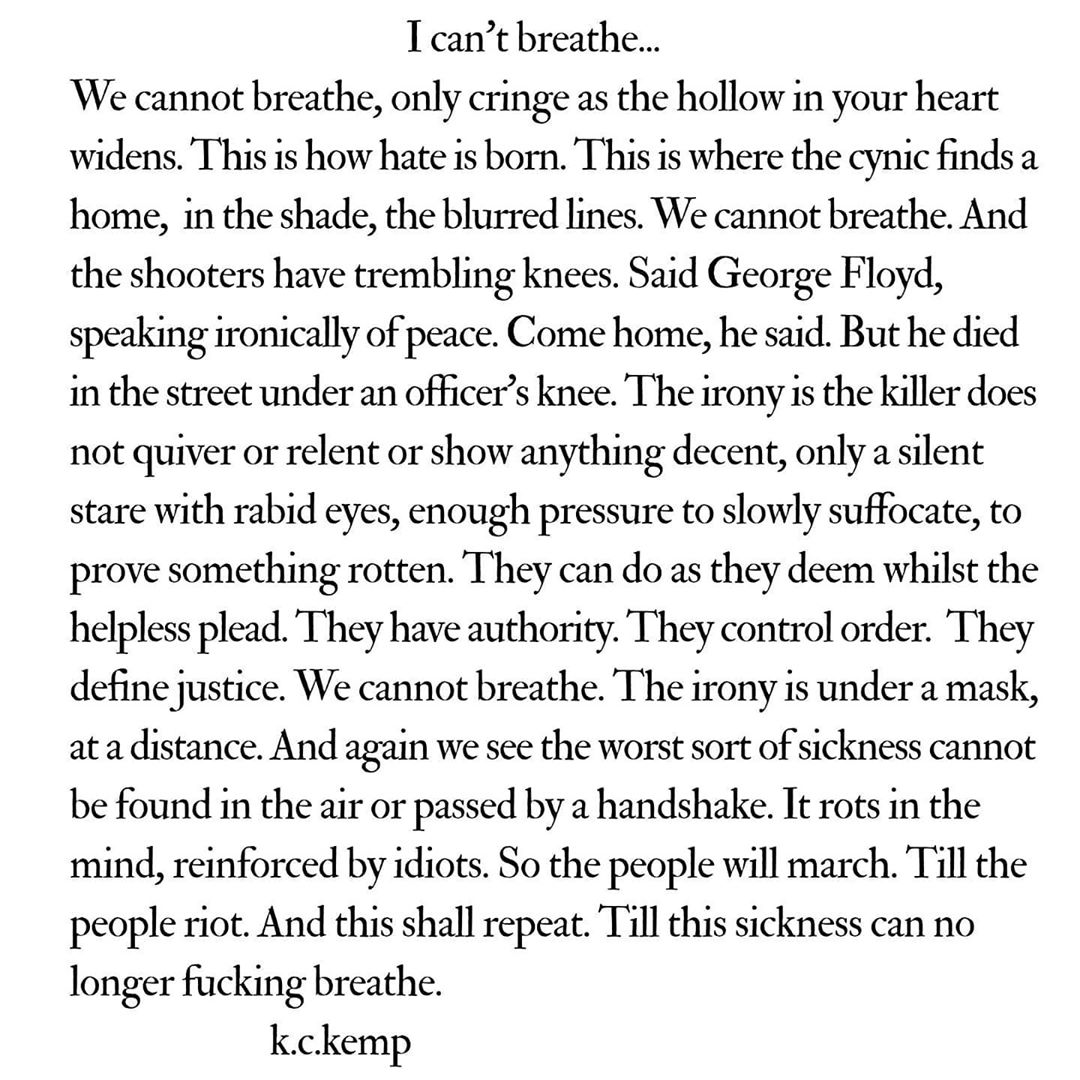 I can’t breathe...
We cannot breathe, only cringe as the hollow in your heart
widens. This is how hate is born. This is where the cynic finds a
home,  in the shade, the blurred lines. We cannot breathe. And
the shooters have trembling knees. Said George Floyd,
speaking ironically of peace. Come home, he said. But he died
in the street under an officer’s knee. The irony is the killer does
not quiver or relent or show anything decent, only a silent
stare with rabid eyes, enough pressure to slowly suffocate, to
prove something rotten. They can do as they deem whilst the
helpless plead. They have authority. They control order.  They
define justice. We cannot breathe. The irony is under a mask,
at a distance. And again we see the worst sort of sickness cannot
be found in the air or passed by a handshake. It rots in the
mind, reinforced by idiots. So the people will march. Till the
people riot. And this shall repeat. Till this sickness can no
longer fucking breathe.
k.c.kemp